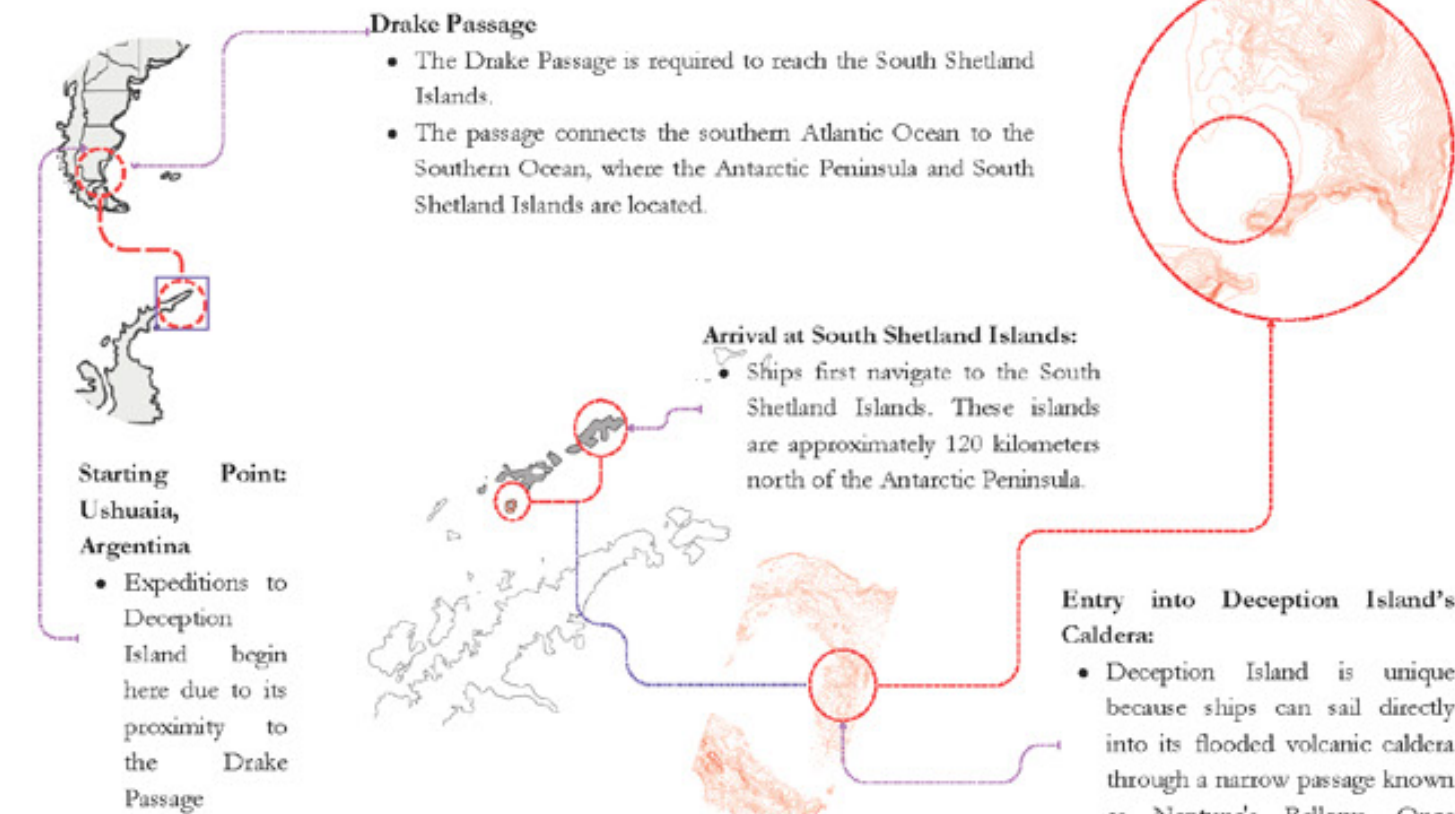 Drake Passage
• The Drake Passage is required to reach the South Shetland
Islands.
• The passage connects the southern Atlantic Ocean to the
Southern Ocean, where the Antarctic Peninsula and South
Shetland Islands are located.
Arrival at South Shetland Islands:
• Ships first navigate to the South
Shetland Islands. These islands
are approximately 120 kilometers
north of the Antarctic Peninsula.
Starting Point:
Ushuaia,
Argentina
• Expeditions to
Deception
Island begin
here due to its
proximity to
the Drake
Passage
Entry into Deception Island's
Caldera:
• Deception Island is unique
because ships can sail directly
into its flooded volcanic caldera
through a narrow passage known
as Neptune's Bellows. Once